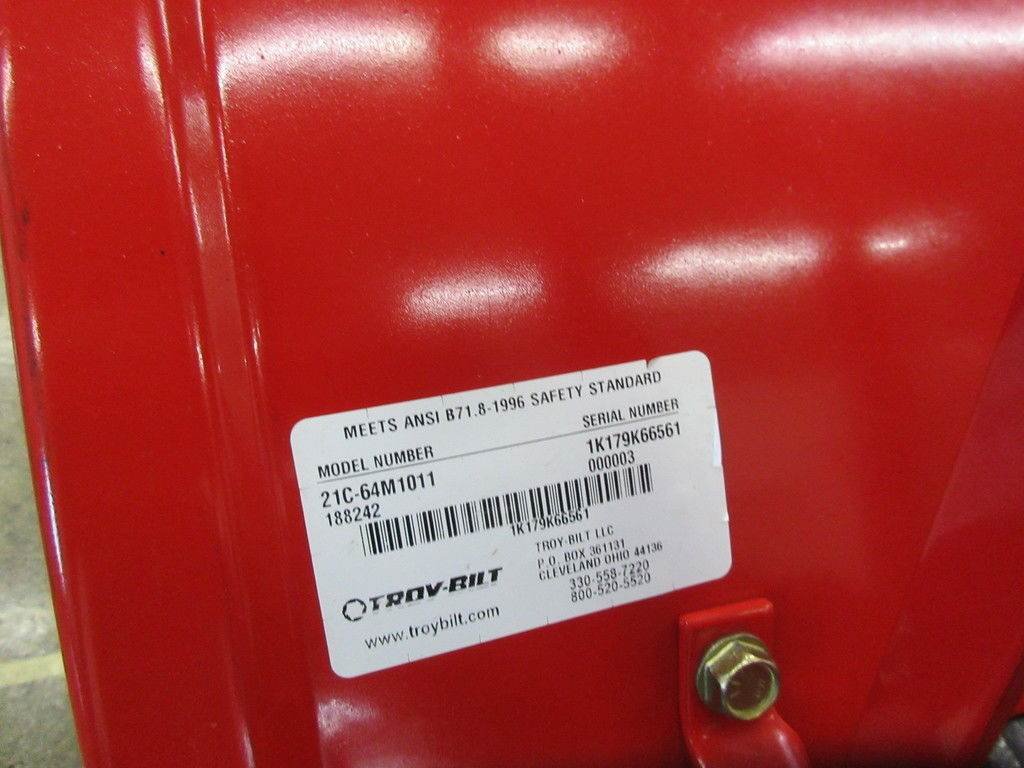 MEETS ANSI B71.8-1996 SAFETY STANDARD
MODEL NUMBER SERIAL NUMBER
21C-64M1011 1K179K66561
188242 000003
1K179K66561
TROY-BILT LLC
P.O. BOX 361131
CLEVELAND OHIO 44136
330-558-7220
800-520-5520
TROY-BILT
www.troybilt.com